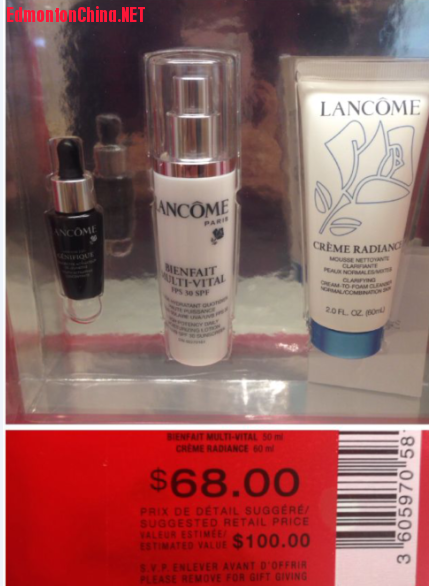 EdmontonChina.NET
LANCÔME
GÉNIFIQUE
LANCÔME
PARIS
BIENFAIT
MULTI-VITAL
FPS 30 SPF
LANCÔME
CRÈME RADIANCE
MOUSSE NETTOYANTE
CLARIFIANTE
PEAUX NORMALES/MIXTES
CLARIFYING
CREAM-TO-FOAM CLEANSER
NORMAL/COMBINATION SKIN
2.0 FL. OZ. (60mL)
BIENFAIT MULTI-VITAL 50 ml
CRÈME RADIANCE 60 ml
$68.00
PRIX DE DÉTAIL SUGGÉRÉ/
SUGGESTED RETAIL PRICE
VALEUR ESTIMÉE/
ESTIMATED VALUE $100.00
S.V.P. ENLEVER AVANT D'OFFRIR
PLEASE REMOVE FOR GIFT GIVING
3 605970 58